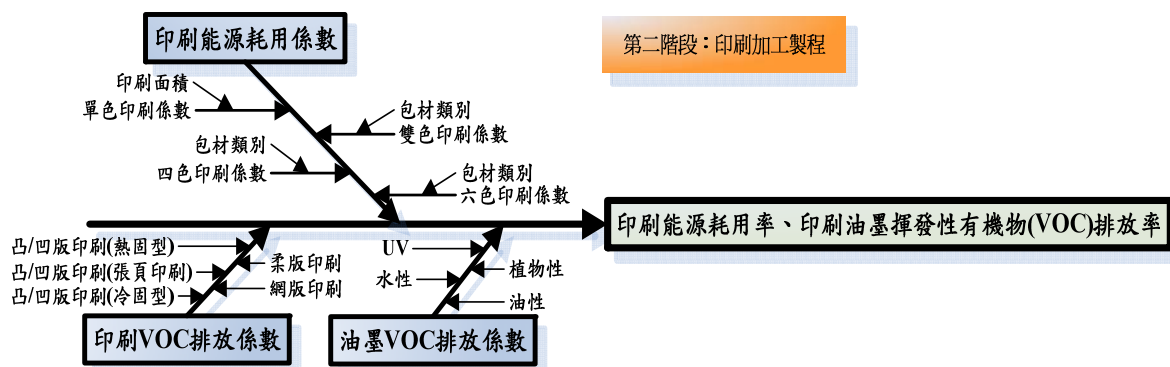 印刷能源耗用係數
第二階段：印刷加工製程
印刷面積
單色印刷係數
包材類別
雙色印刷係數
包材類別
四色印刷係數
包材類別
六色印刷係數
印刷能源耗用率、印刷油墨揮發性有機物(VOC)排放率
凸/凹版印刷(熱固型)
凸/凹版印刷(張頁印刷)
凸/凹版印刷(冷固型)
柔版印刷
網版印刷
UV
水性
植物性
油性
印刷VOC排放係數
油墨VOC排放係數